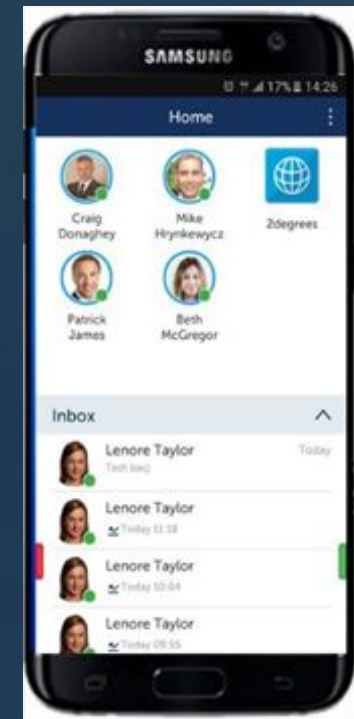 SAMSUNG
17% 14:26
Home
Craig
Donaghey
Mike
Hrynkewycz
2degrees
Patrick
James
Beth
McGregor
Inbox
Lenore Taylor Today
Lenore Taylor
Today 11:18
Lenore Taylor
Today 10:04
Lenore Taylor
Today 09:55